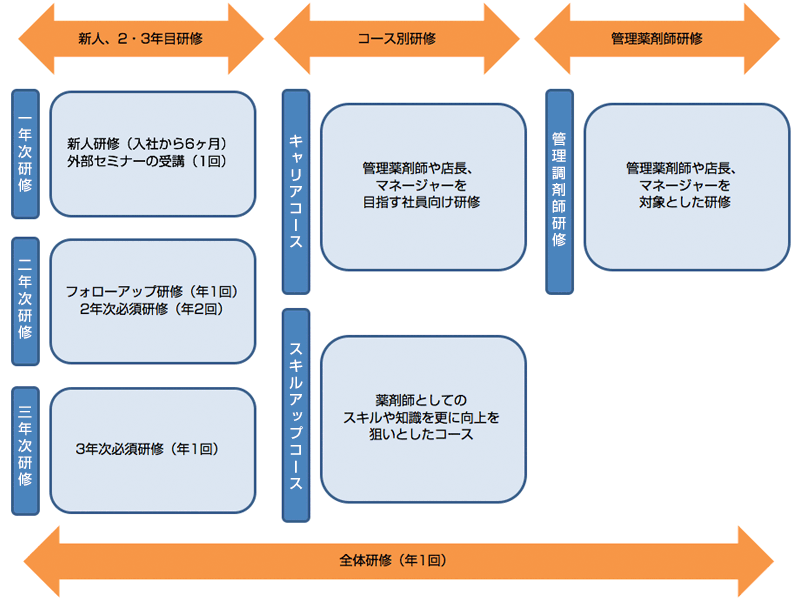 新人、2・3年目研修
コース別研修
管理薬剤師研修
一年次研修
新人研修（入社から6ヶ月）
外部セミナーの受講（1回）
二年次研修
フォローアップ研修（年1回）
2年次必須研修（年2回）
三年次研修
3年次必須研修（年1回）
キャリアコース
管理薬剤師や店長、
マネージャーを
目指す社員向け研修
スキルアップコース
薬剤師としての
スキルや知識を更に向上を
狙いとしたコース
管理調剤師研修
管理薬剤師や店長、
マネージャーを
対象とした研修
全体研修（年1回）